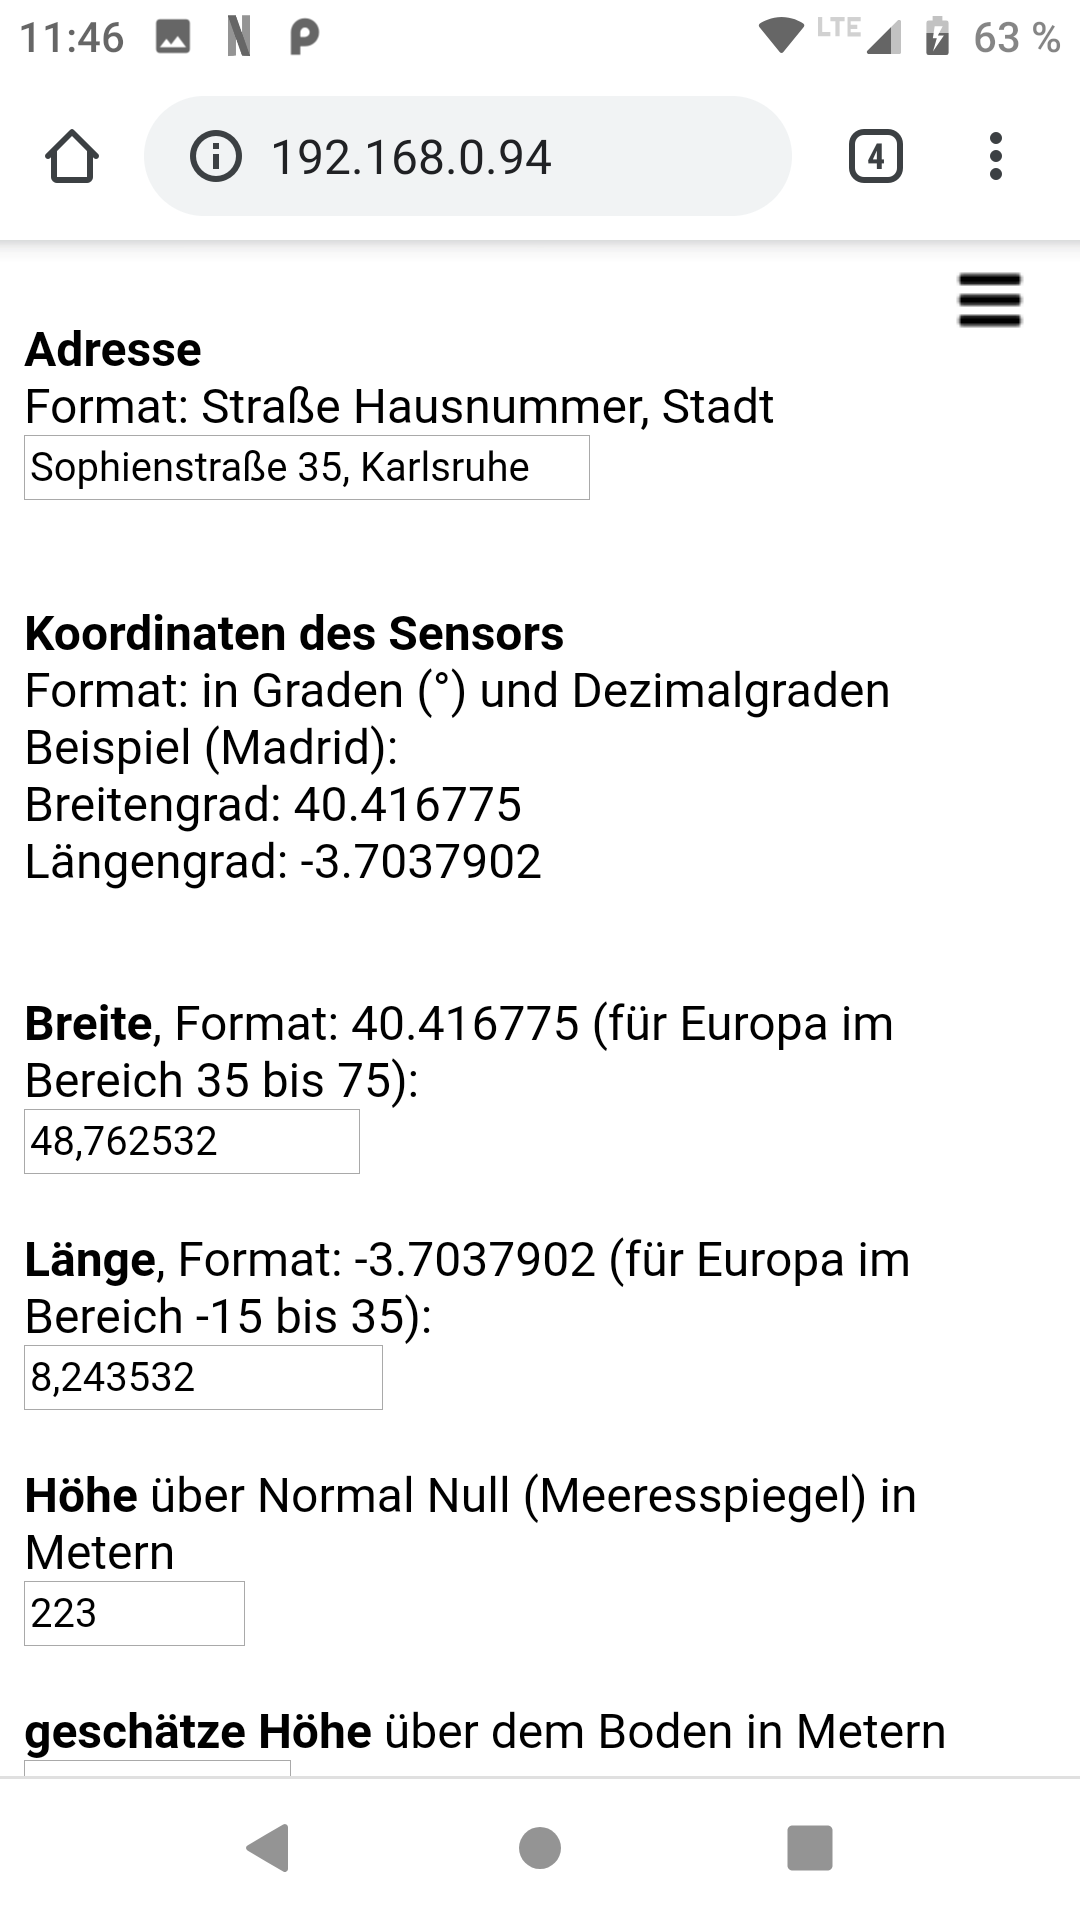 11:46 LTE 63 %
192.168.0.94 4
Adresse
Format: Straße Hausnummer, Stadt
Sophienstraße 35, Karlsruhe
Koordinaten des Sensors
Format: in Graden (°) und Dezimalgraden
Beispiel (Madrid):
Breitengrad: 40.416775
Längengrad: -3.7037902
Breite, Format: 40.416775 (für Europa im
Bereich 35 bis 75):
48,762532
Länge, Format: -3.7037902 (für Europa im
Bereich -15 bis 35):
8,243532
Höhe über Normal Null (Meeresspiegel) in
Metern
223
geschätze Höhe über dem Boden in Metern